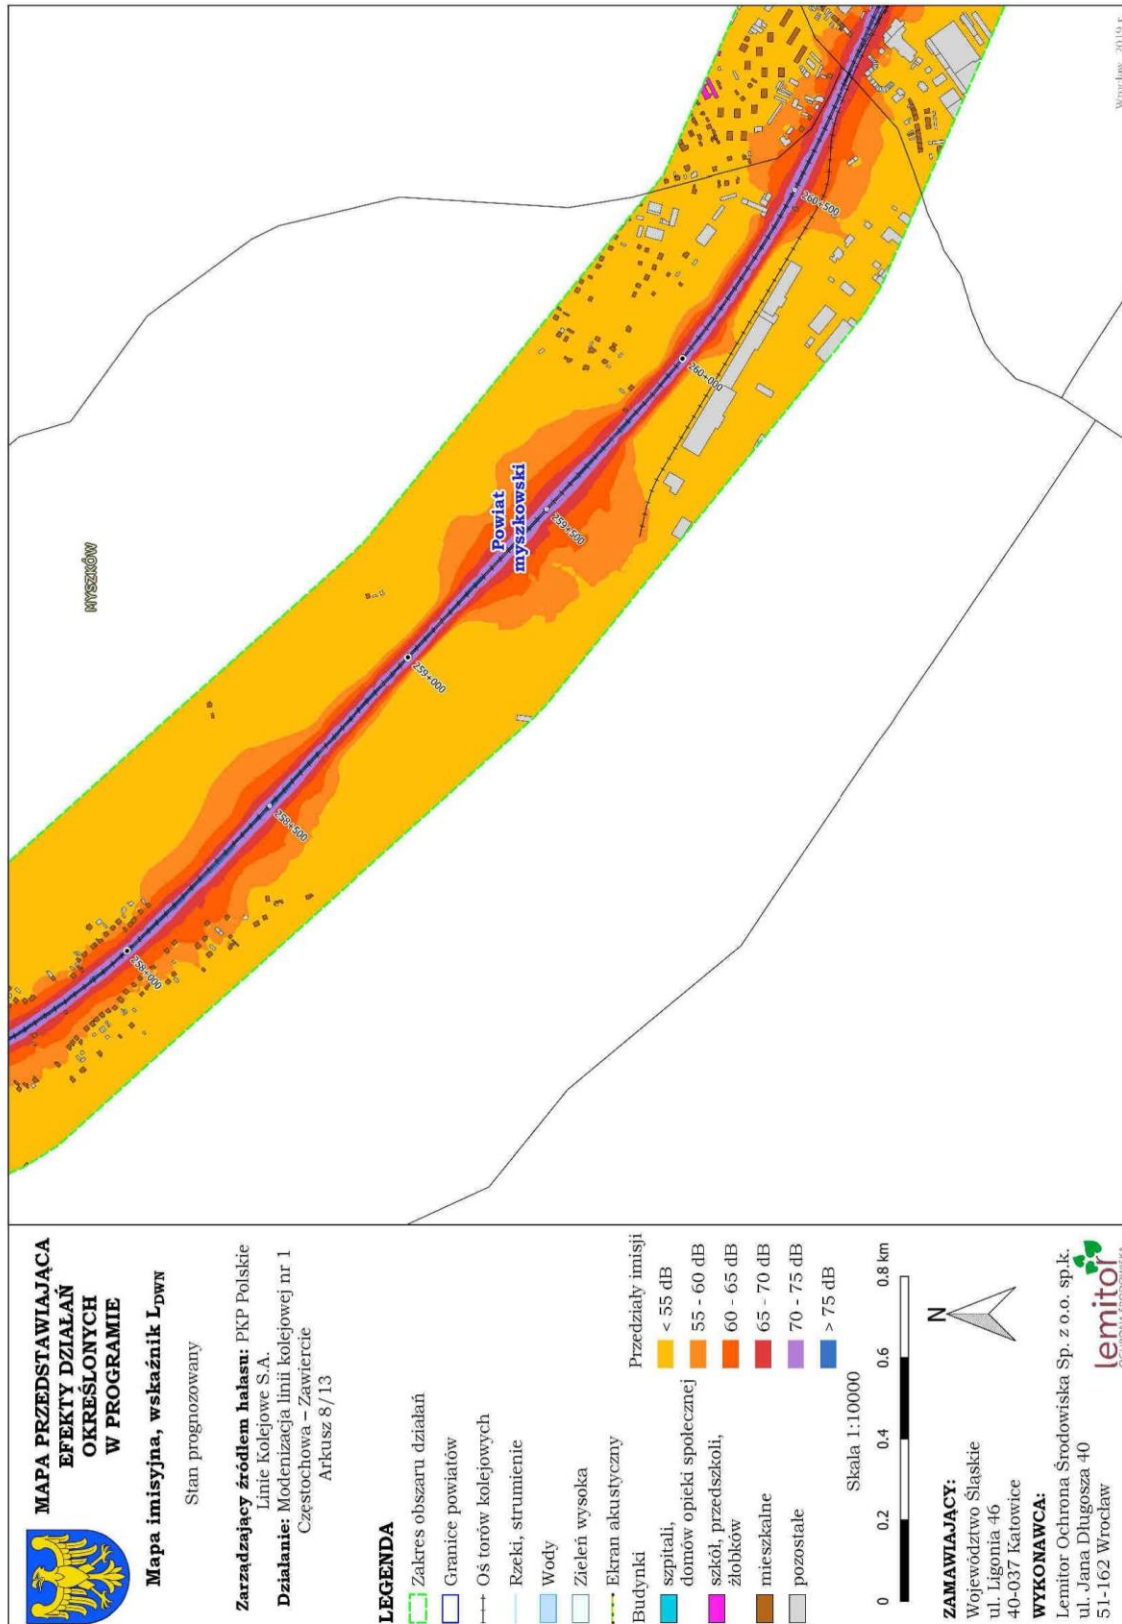 MAPA PRZEDSTAWIAJĄCA
EFEKTY DZIAŁAŃ
OKREŚLONYCH
W PROGRAMIE
Mapa imisyjna, wskaźnik LDWN
Stan prognozowany
Zarządzający źródłem hałasu: PKP Polskie
Linie Kolejowe S.A.
Działanie: Modenizacja linii kolejowej nr 1
Częstochowa – Zawiercie
Arkusz 8/13
LEGENDA
Zakres obszaru działań
Granice powiatów
Oś torów kolejowych
Rzeki, strumienie
Wody
Zieleń wysoka
Ekran akustyczny
Budynki
szpitali,
domów opieki społecznej
szkół, przedszkoli,
żłobków
mieszkalne
pozostałe
Przedziały imisji
< 55 dB
55 - 60 dB
60 - 65 dB
65 - 70 dB
70 - 75 dB
> 75 dB
Skala 1:10000
0 0.2 0.4 0.6 0.8 km
N
ZAMAWIAJĄCY:
Województwo Śląskie
ul. Ligonia 46
40-037 Katowice
WYKONAWCA:
Lemitor Ochrona Środowiska Sp. z o.o. sp.k.
ul. Jana Długosza 40
51-162 Wrocław
lemitor
OCHRONA ŚRODOWISKA
MYSZKÓW
Powiat
myszkowski
258+000
258+500
259+000
259+500
260+000
260+500
Wrocław, 2019 r.